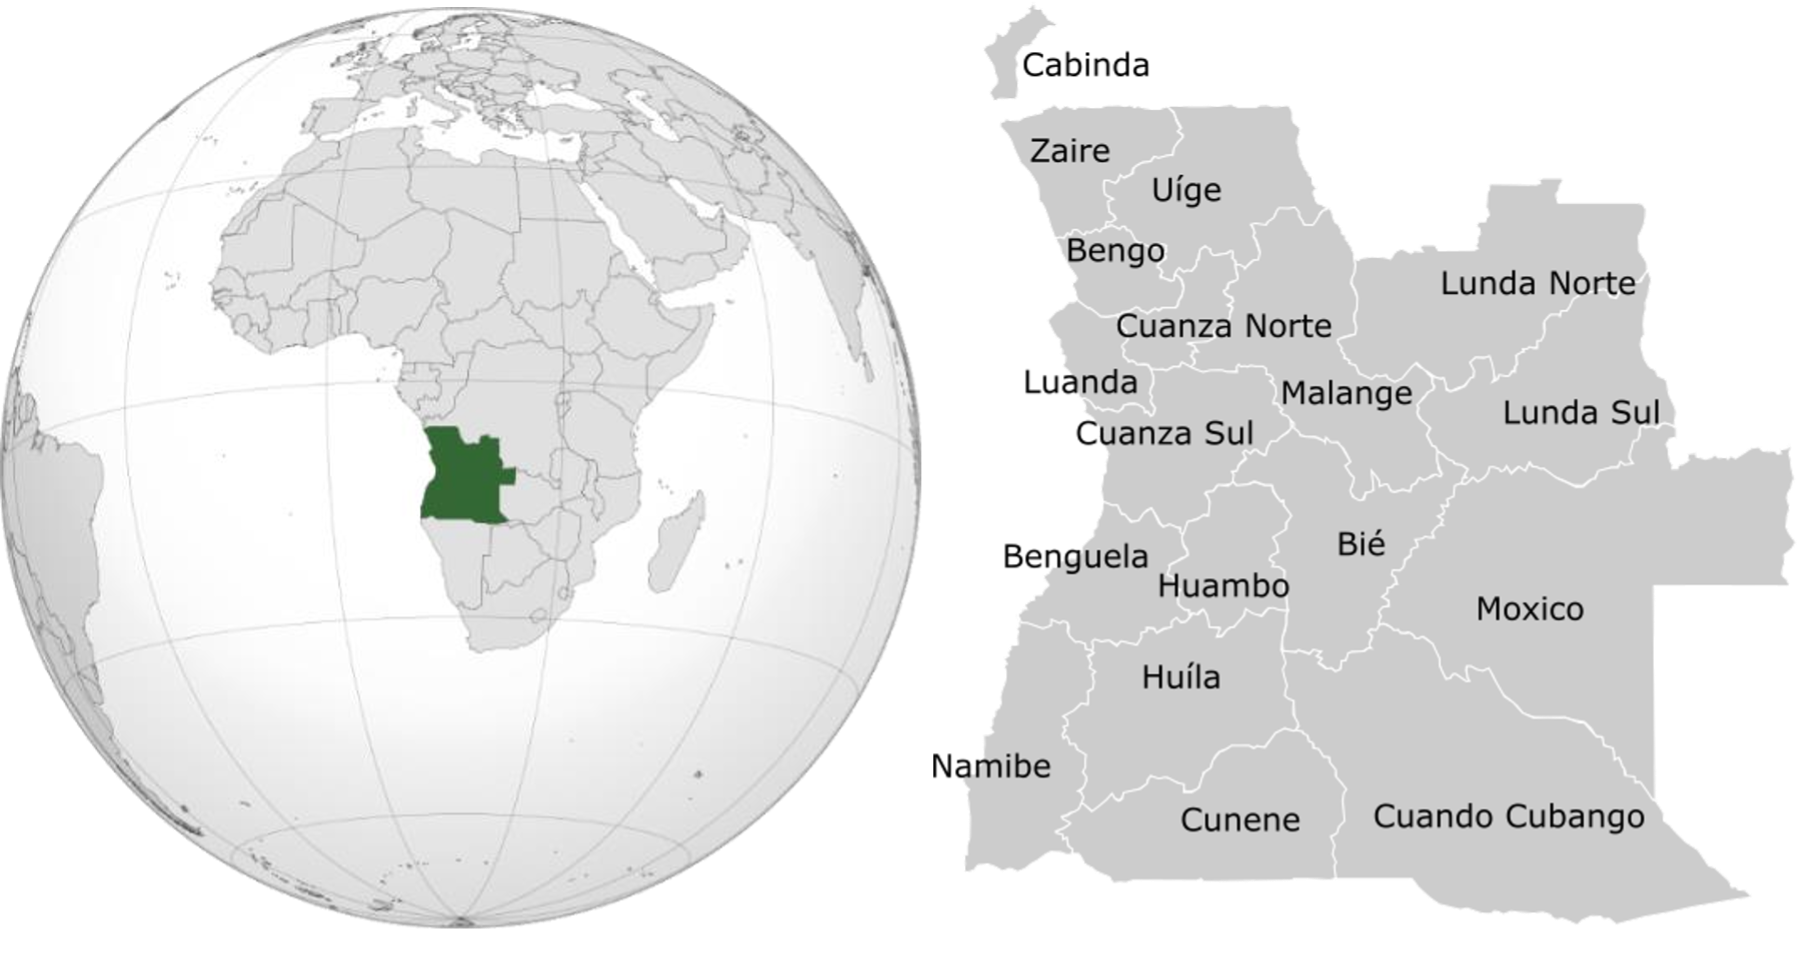 Cabinda
Zaire
Uíge
Bengo
Lunda Norte
Cuanza Norte
Luanda
Malange
Lunda Sul
Cuanza Sul
Bié
Benguela
Huambo
Moxico
Huíla
Namibe
Cunene
Cuando Cubango